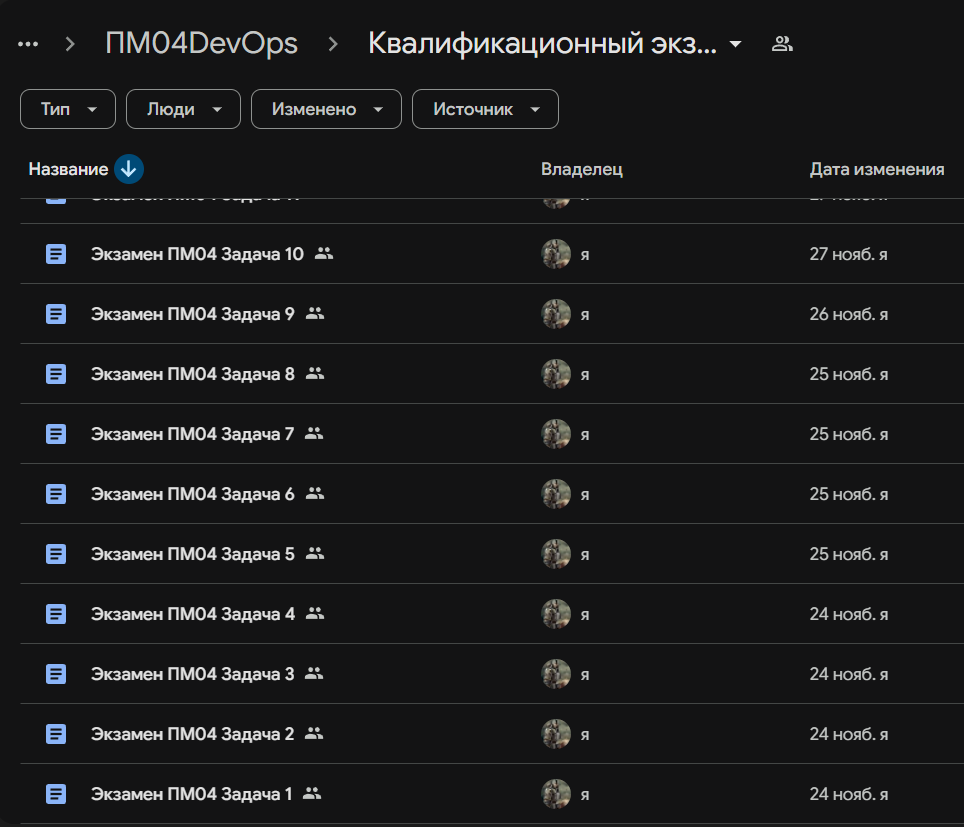 ПМ04DevOps > Квалификационный экз...
Тип Люди Изменено Источник
Название Владелец Дата изменения
Экзамен ПМ04 Задача 10 я 27 нояб. я
Экзамен ПМ04 Задача 9 я 26 нояб. я
Экзамен ПМ04 Задача 8 я 25 нояб. я
Экзамен ПМ04 Задача 7 я 25 нояб. я
Экзамен ПМ04 Задача 6 я 25 нояб. я
Экзамен ПМ04 Задача 5 я 25 нояб. я
Экзамен ПМ04 Задача 4 я 24 нояб. я
Экзамен ПМ04 Задача 3 я 24 нояб. я
Экзамен ПМ04 Задача 2 я 24 нояб. я
Экзамен ПМ04 Задача 1 я 24 нояб. я